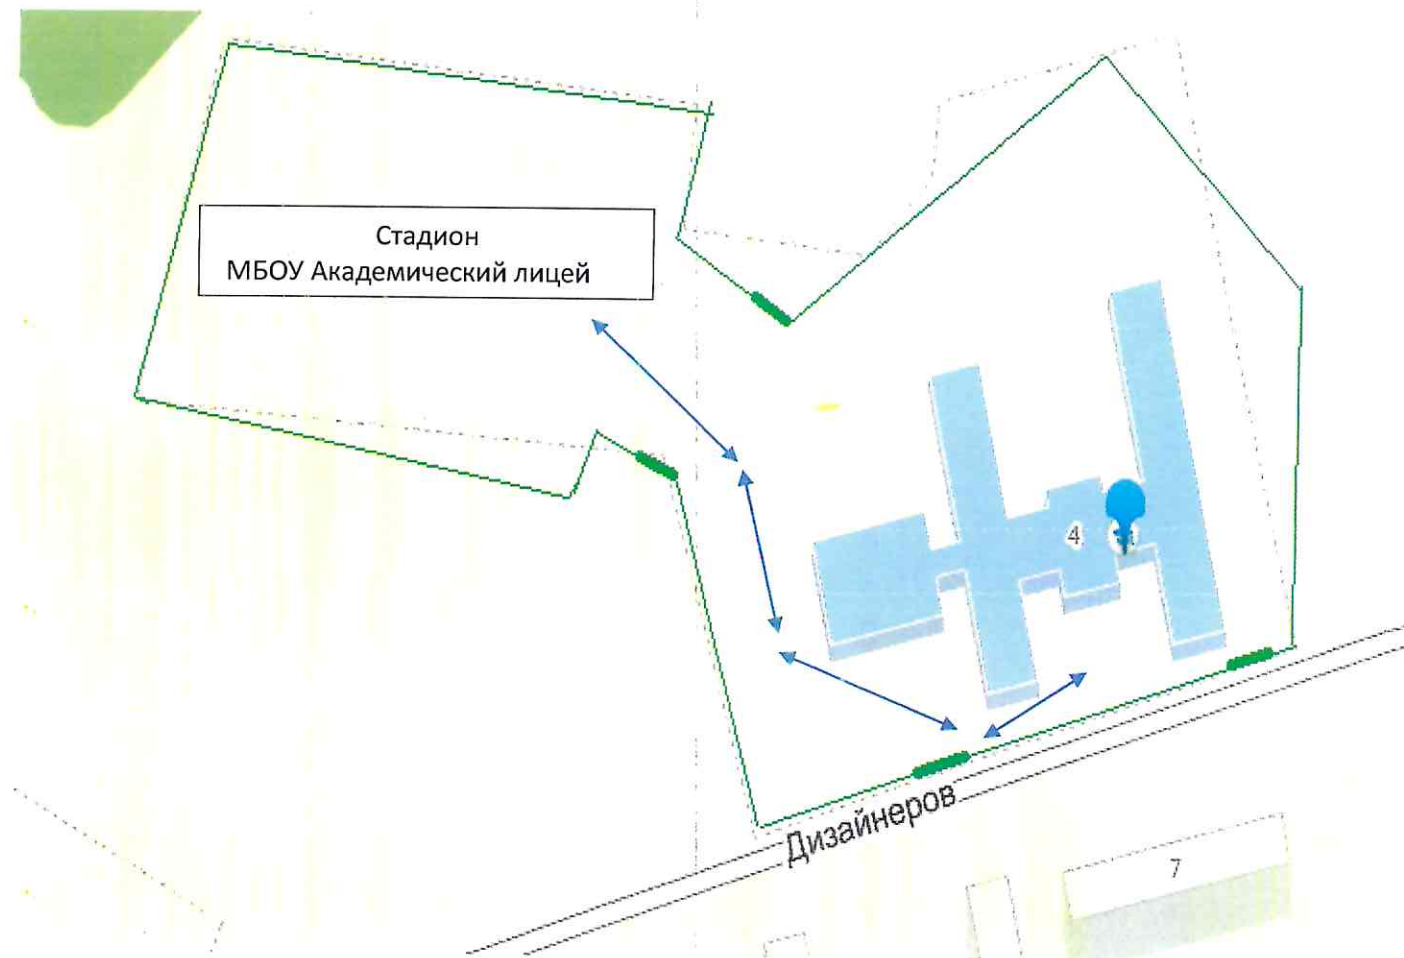 Стадион
МБОУ Академический лицей
4
Дизайнеров
7